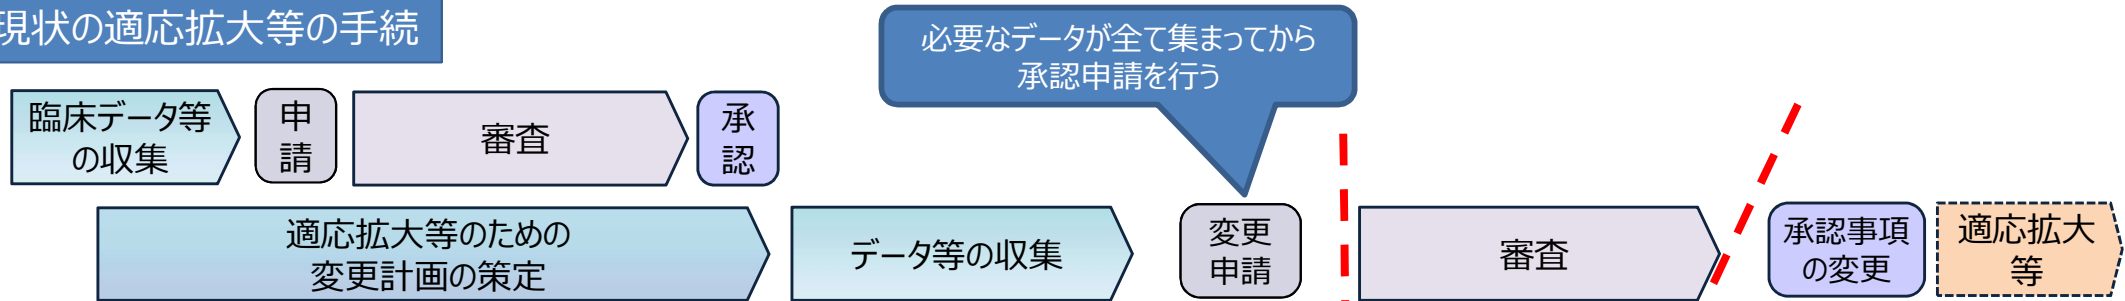 現状の適応拡大等の手続
必要なデータが全て集まってから
承認申請を行う
臨床データ等
の収集
申
請
審査
承
認
適応拡大等のための
変更計画の策定
データ等の収集
変更
申請
審査
承認事項
の変更
適応拡大
等